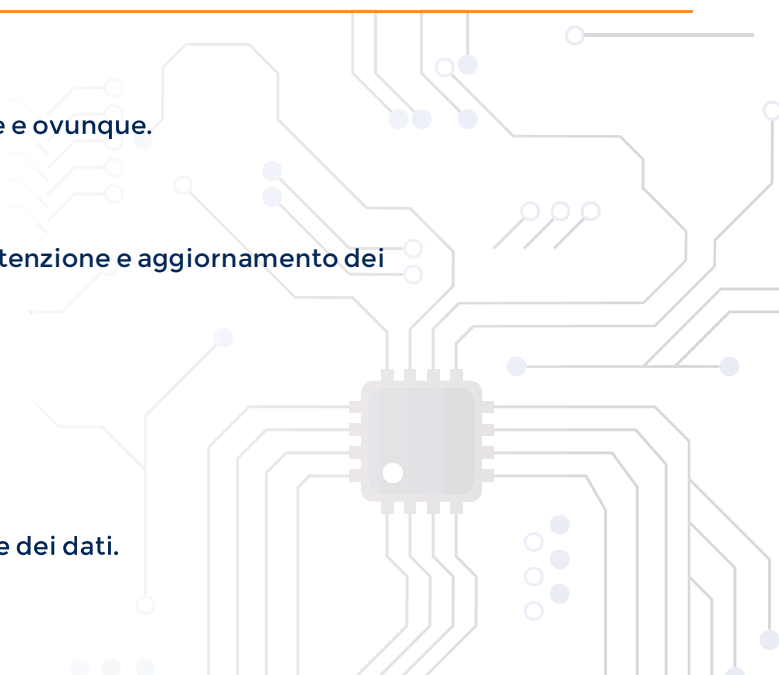 e e ovunque.
tenzione e aggiornamento dei
e dei dati.